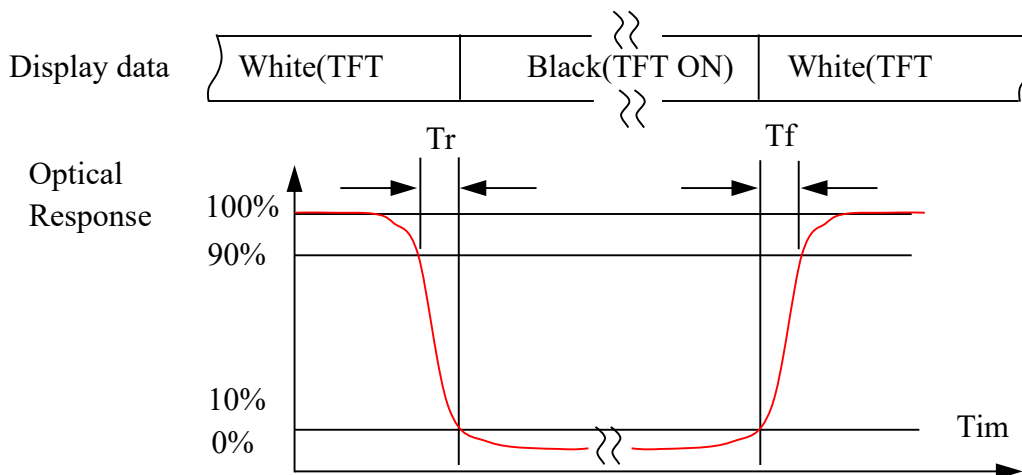 Display data
White(TFT
Black(TFT ON)
White(TFT
Tr
Tf
Optical
Response
100%
90%
10%
0%
Tim